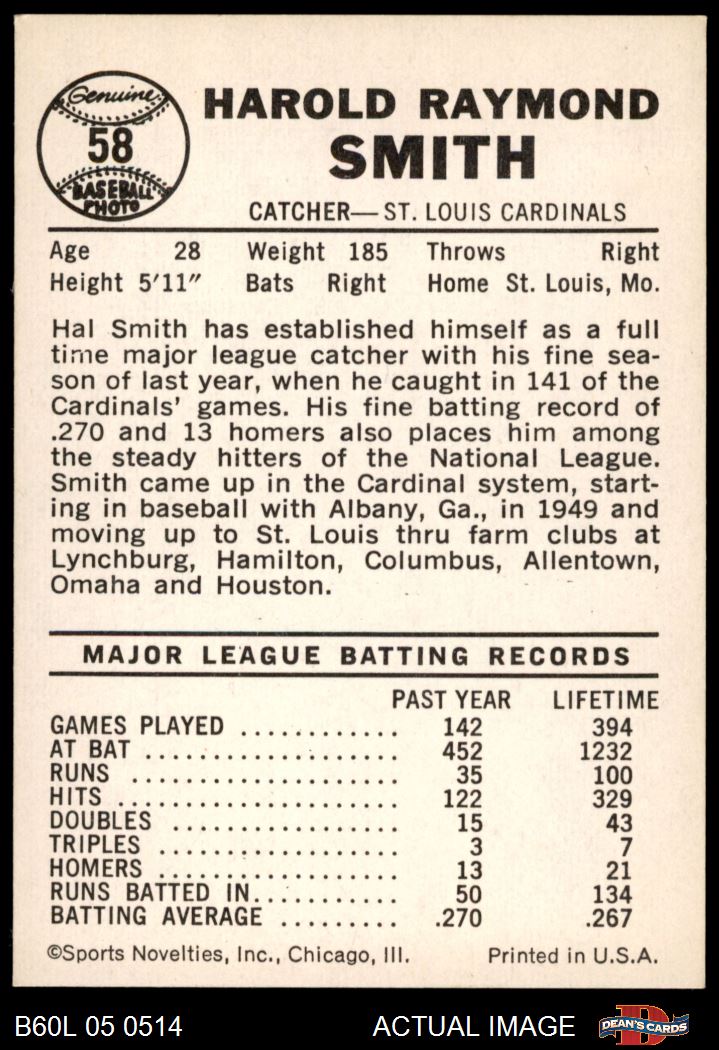 Genuine
58
BASEBALL
PHOTO
HAROLD RAYMOND
SMITH
CATCHER—ST. LOUIS CARDINALS
Age 28 Weight 185 Throws Right
Height 5'11" Bats Right Home St. Louis, Mo.
Hal Smith has established himself as a full
time major league catcher with his fine sea-
son of last year, when he caught in 141 of the
Cardinals' games. His fine batting record of
.270 and 13 homers also places him among
the steady hitters of the National League.
Smith came up in the Cardinal system, start-
ing in baseball with Albany, Ga., in 1949 and
moving up to St. Louis thru farm clubs at
Lynchburg, Hamilton, Columbus, Allentown,
Omaha and Houston.
MAJOR LEAGUE BATTING RECORDS
PAST YEAR LIFETIME
GAMES PLAYED ............ 142 394
AT BAT .................... 452 1232
RUNS ..................... 35 100
HITS ...................... 122 329
DOUBLES ................. 15 43
TRIPLES .................. 3 7
HOMERS .................. 13 21
RUNS BATTED IN........... 50 134
BATTING AVERAGE ......... .270 .267
©Sports Novelties, Inc., Chicago, Ill. Printed in U.S.A.
B60L 05 0514 ACTUAL IMAGE D DEAN'S CARDS